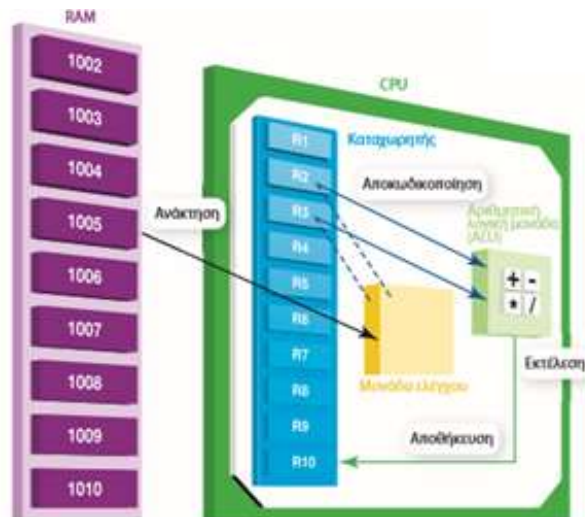 RAM
1002
1003
1004
1005
1006
1007
1008
1009
1010
Ανάκτηση
CPU
R1
R2
R3
R4
R5
R6
R7
R8
R9
R10
Καταχωρητής
Αποκωδικοποίηση
Αριθμητική
λογική μονάδα
(ALU)
+ -
* /
Μονάδα ελέγχου
Εκτέλεση
Αποθήκευση